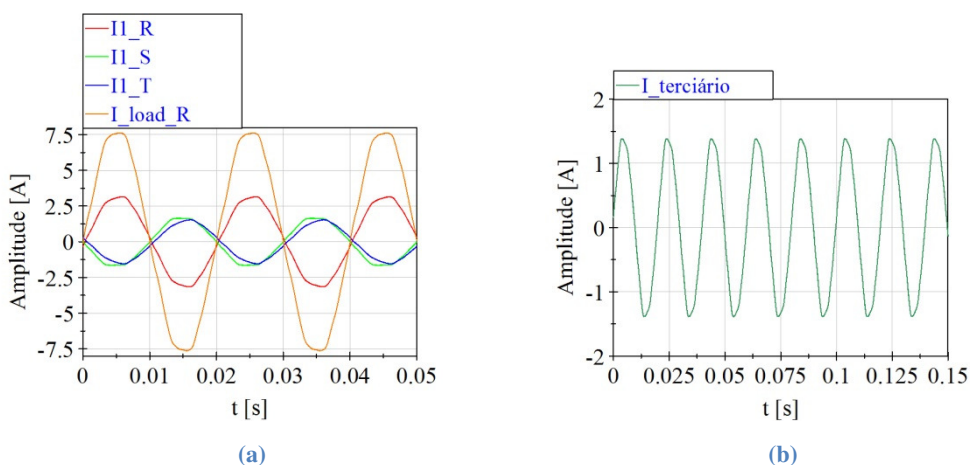 I1_R
I1_S
I1_T
I_load_R
7.5
5
2.5
0
-2.5
-5
-7.5
Amplitude [A]
0 0.01 0.02 0.03 0.04 0.05
t [s]
(a)
I_terciário
2
1
0
-1
-2
Amplitude [A]
0 0.025 0.05 0.075 0.1 0.125 0.15
t [s]
(b)